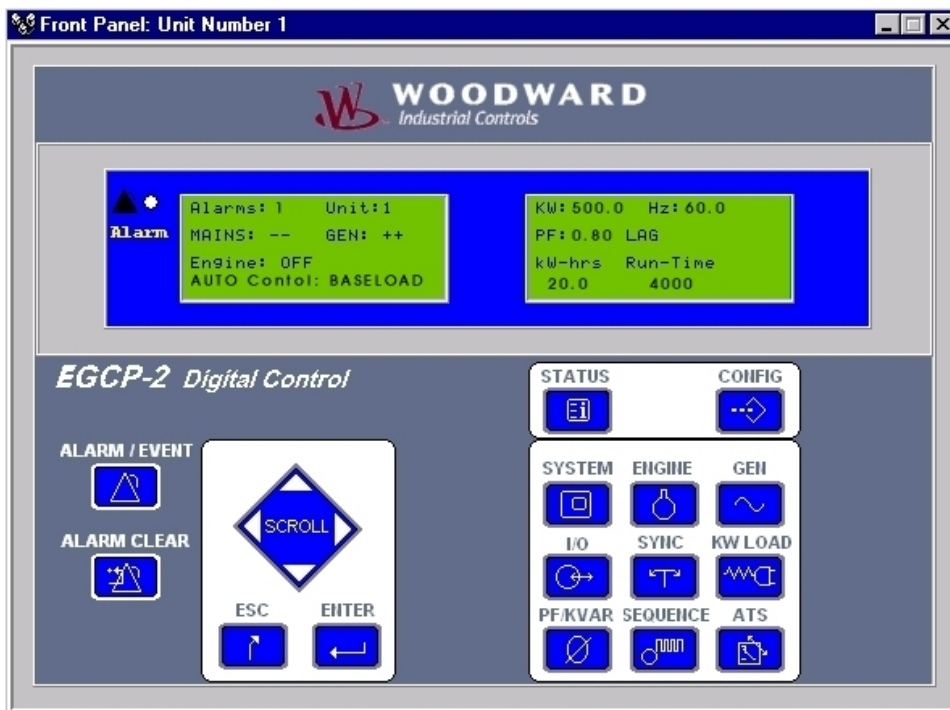 Front Panel: Unit Number 1
WOODWARD
Industrial Controls
Alarm
Alarms: 1 Unit:1
MAINS: -- GEN: ++
Engine: OFF
AUTO Contol: BASELOAD
KW: 500.0 Hz: 60.0
PF: 0.80 LAG
kW-hrs Run-Time
20.0 4000
EGCP-2 Digital Control
ALARM / EVENT
ALARM CLEAR
SCROLL
ESC ENTER
STATUS CONFIG
SYSTEM ENGINE GEN
I/O SYNC KW LOAD
PF/KVAR SEQUENCE ATS